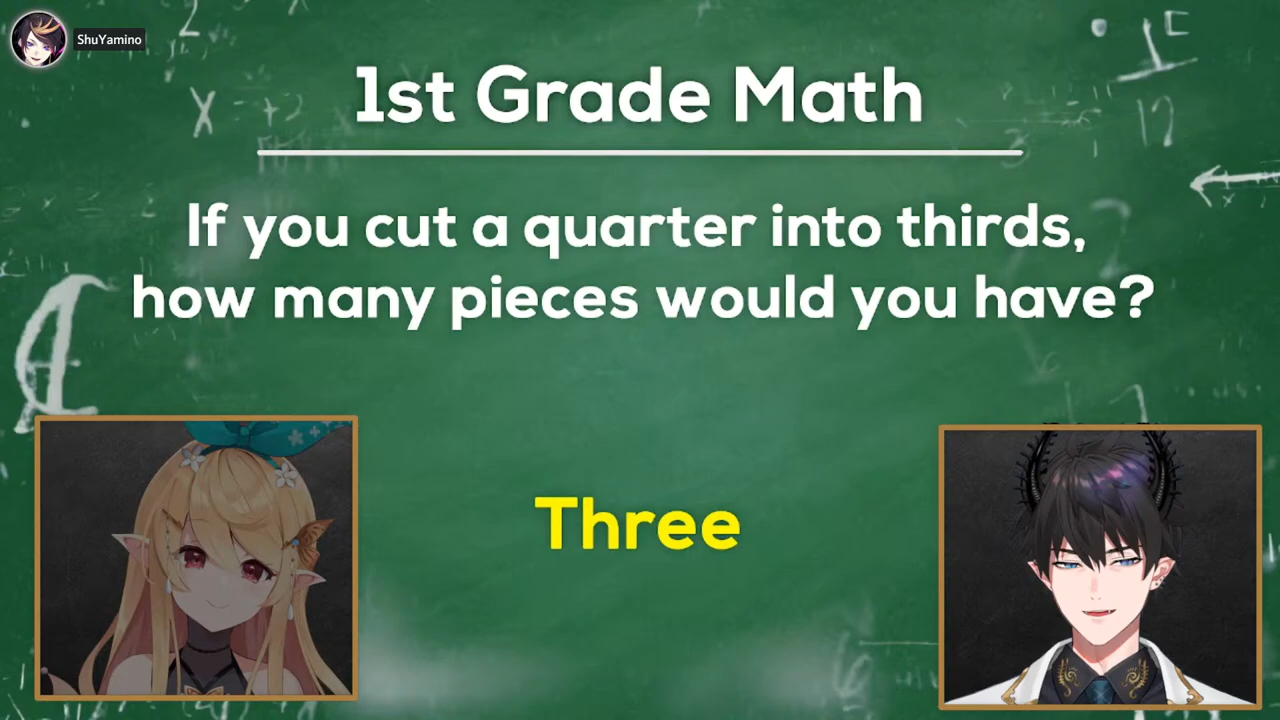 ShuYamino
1st Grade Math
If you cut a quarter into thirds,
how many pieces would you have?
Three